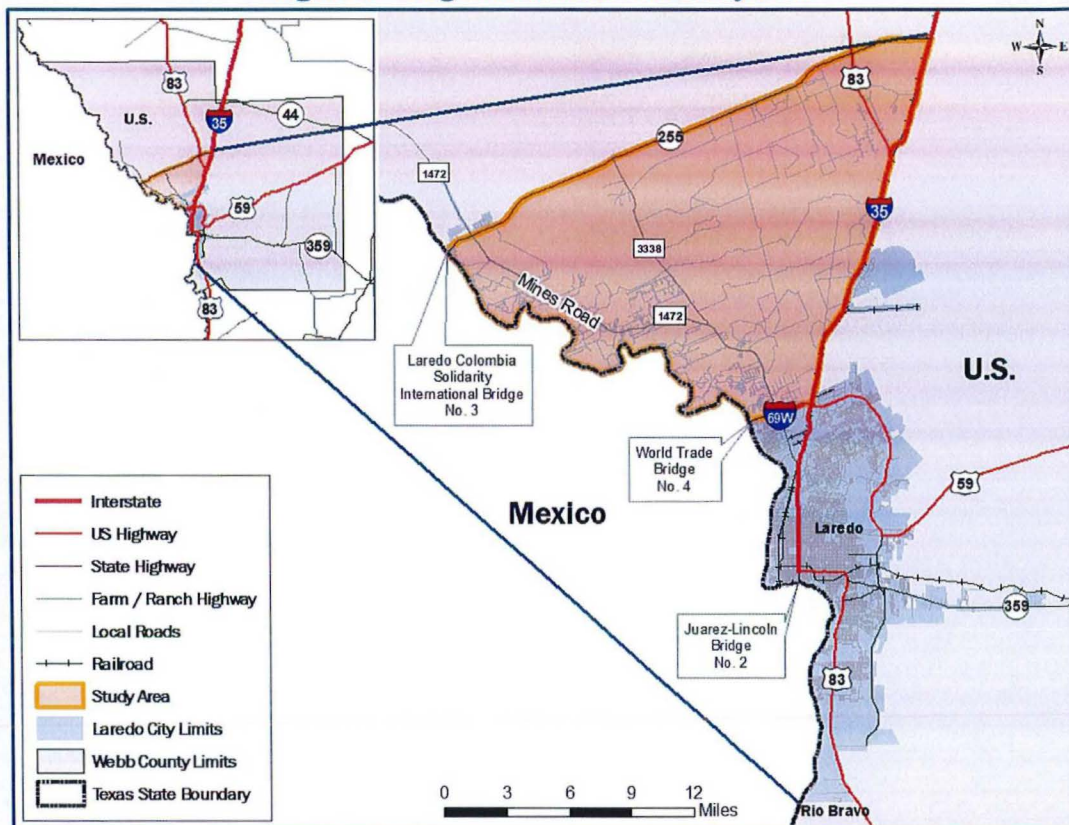 83
U.S.
35
44
Mexico
59
359
83
N
W E
S
83
255
1472
35
3338
Mines Road
1472
U.S.
Laredo Colombia
Solidarity
International Bridge
No. 3
69W
World Trade
Bridge
No. 4
59
Mexico
Laredo
359
Juarez-Lincoln
Bridge
No. 2
83
Interstate
US Highway
State Highway
Farm / Ranch Highway
Local Roads
Railroad
Study Area
Laredo City Limits
Webb County Limits
Texas State Boundary
0 3 6 9 12
Miles
Rio Bravo